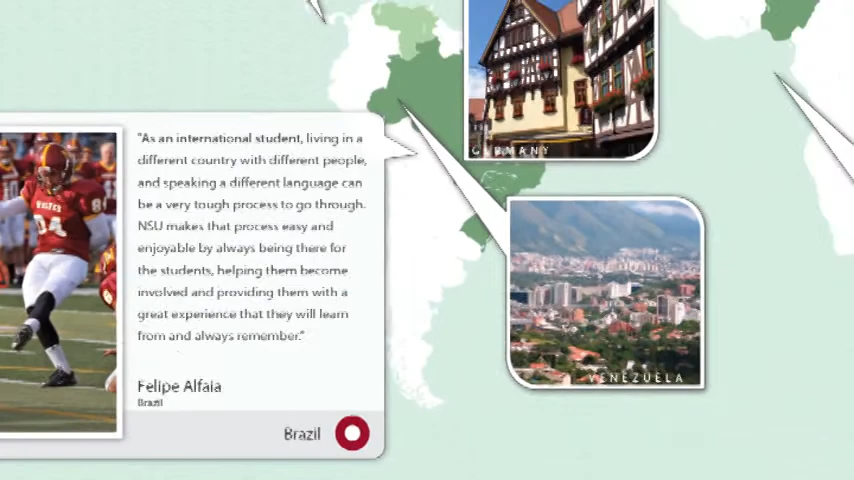 GERMANY
"As an international student, living in a
different country with different people,
and speaking a different language can
be a very tough process to go through.
NSU makes that process easy and
enjoyable by always being there for
the students, helping them become
involved and providing them with a
great experience that they will learn
from and always remember."
Felipe Alfaia
Brazil
Brazil
VENEZUELA